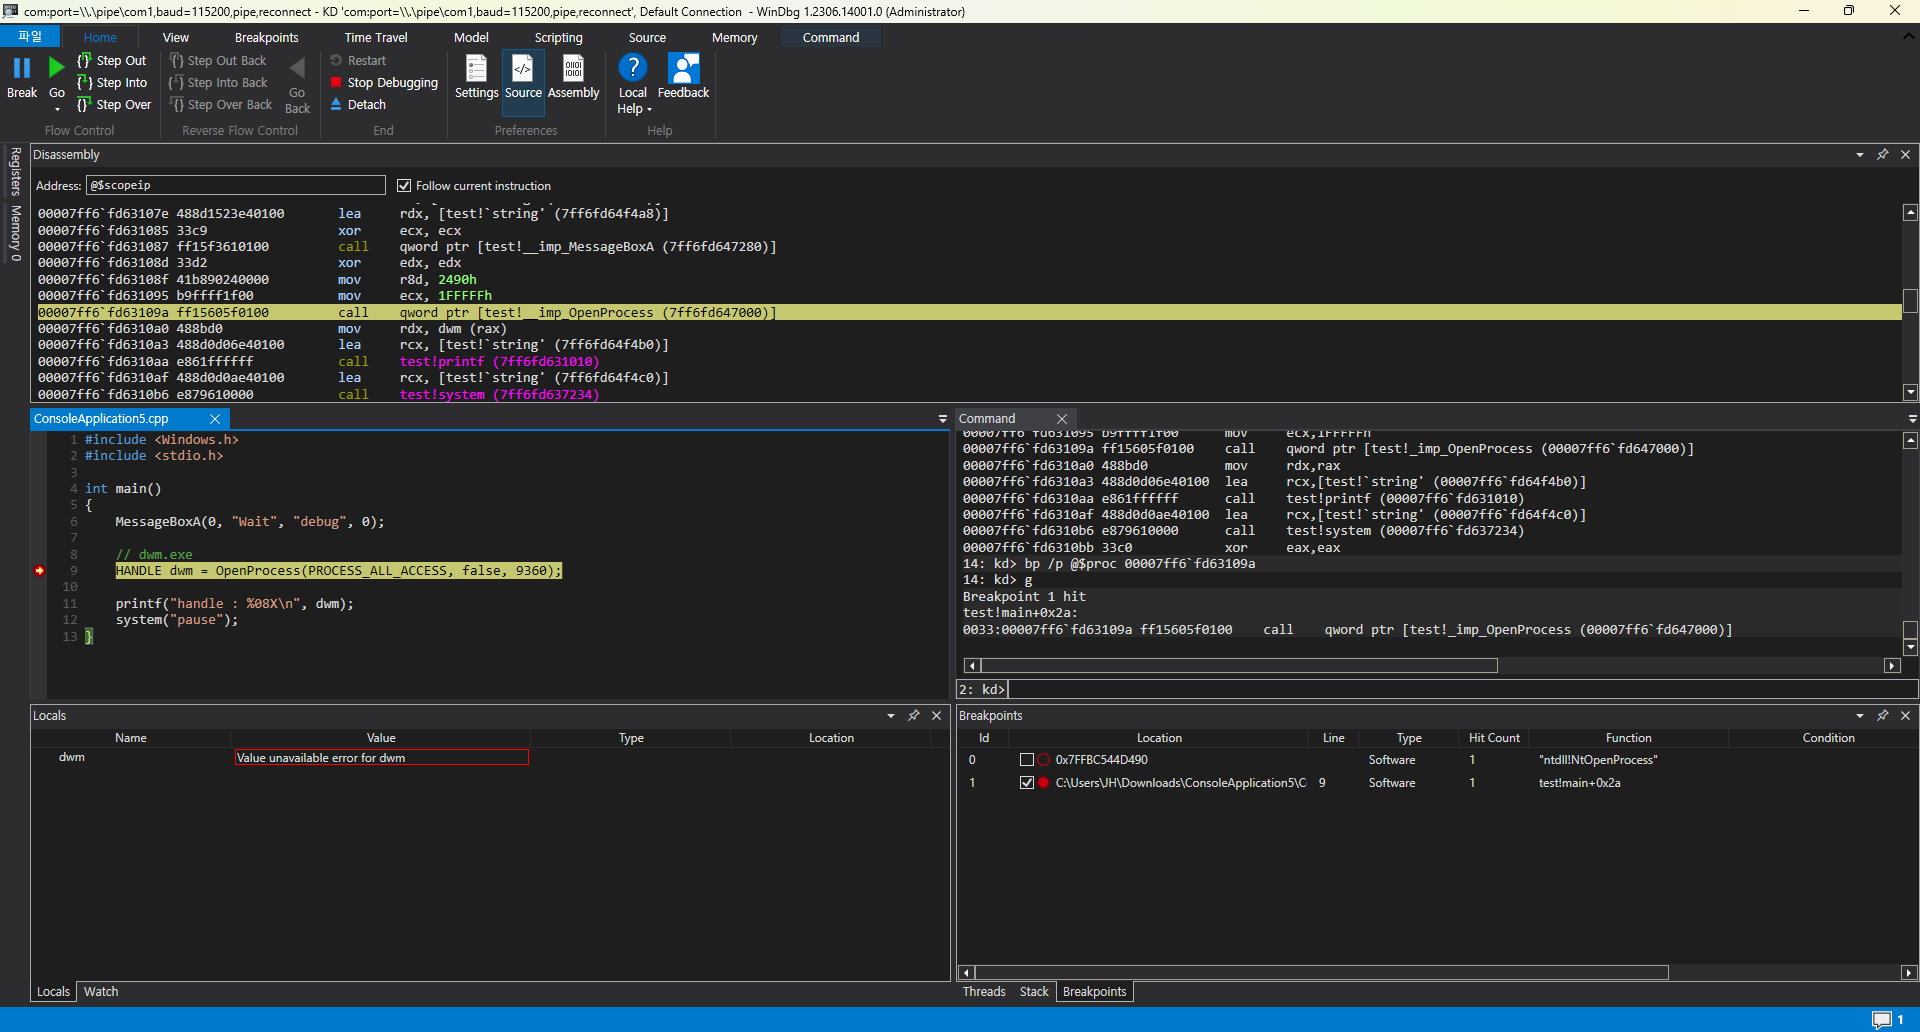 com:port=\\.\pipe\com1,baud=115200,pipe,reconnect - KD 'com:port=\\.\pipe\com1,baud=115200,pipe,reconnect', Default Connection - WinDbg 1.2306.14001.0 (Administrator)
파일 Home View Breakpoints Time Travel Model Scripting Source Memory Command
Break Go Step Out Step Into Step Over
Flow Control
Step Out Back Step Into Back Step Over Back Go Back
Reverse Flow Control
Restart Stop Debugging Detach
End
Settings Source Assembly
Preferences
Local Help Feedback
Help
Registers
Memory 0
Disassembly
Address: @$scopeip Follow current instruction
00007ff6`fd63107e 488d1523e40100 lea rdx, [test!`string' (7ff6fd64f4a8)]
00007ff6`fd631085 33c9 xor ecx, ecx
00007ff6`fd631087 ff15f3610100 call qword ptr [test!__imp_MessageBoxA (7ff6fd647280)]
00007ff6`fd63108d 33d2 xor edx, edx
00007ff6`fd63108f 41b890240000 mov r8d, 2490h
00007ff6`fd631095 b9ffff1f00 mov ecx, 1FFFFFh
00007ff6`fd63109a ff15605f0100 call qword ptr [test!__imp_OpenProcess (7ff6fd647000)]
00007ff6`fd6310a0 488bd0 mov rdx, dwm (rax)
00007ff6`fd6310a3 488d0d06e40100 lea rcx, [test!`string' (7ff6fd64f4b0)]
00007ff6`fd6310aa e861ffffff call test!printf (7ff6fd631010)
00007ff6`fd6310af 488d0d0ae40100 lea rcx, [test!`string' (7ff6fd64f4c0)]
00007ff6`fd6310b6 e879610000 call test!system (7ff6fd637234)
ConsoleApplication5.cpp
1 #include <Windows.h>
2 #include <stdio.h>
3
4 int main()
5 {
6 MessageBoxA(0, "Wait", "debug", 0);
7
8 // dwm.exe
9 HANDLE dwm = OpenProcess(PROCESS_ALL_ACCESS, false, 9360);
10
11 printf("handle : %08X\n", dwm);
12 system("pause");
13 }
Command
00007ff6`fd631095 b9ffff1f00 mov ecx,1FFFFFh
00007ff6`fd63109a ff15605f0100 call qword ptr [test!_imp_OpenProcess (00007ff6`fd647000)]
00007ff6`fd6310a0 488bd0 mov rdx,rax
00007ff6`fd6310a3 488d0d06e40100 lea rcx,[test!`string' (00007ff6`fd64f4b0)]
00007ff6`fd6310aa e861ffffff call test!printf (00007ff6`fd631010)
00007ff6`fd6310af 488d0d0ae40100 lea rcx,[test!`string' (00007ff6`fd64f4c0)]
00007ff6`fd6310b6 e879610000 call test!system (00007ff6`fd637234)
00007ff6`fd6310bb 33c0 xor eax,eax
14: kd> bp /p @$proc 00007ff6`fd63109a
14: kd> g
Breakpoint 1 hit
test!main+0x2a:
0033:00007ff6`fd63109a ff15605f0100 call qword ptr [test!_imp_OpenProcess (00007ff6`fd647000)]
2: kd>
Locals
Name Value Type Location
dwm Value unavailable error for dwm
Locals Watch
Breakpoints
Id Location Line Type Hit Count Function Condition
0 0x7FFBC544D490 Software 1 "ntdll!NtOpenProcess"
1 C:\Users\JH\Downloads\ConsoleApplication5\C 9 Software 1 test!main+0x2a
Threads Stack Breakpoints
1